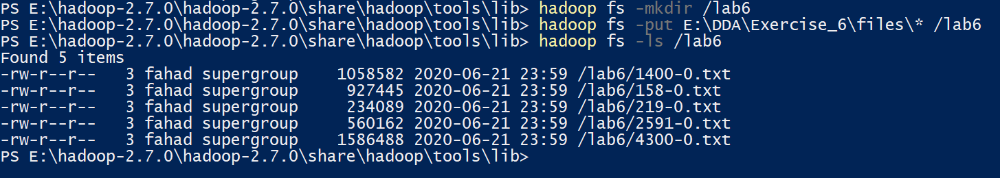 PS E:\hadoop-2.7.0\hadoop-2.7.0\share\hadoop\tools\lib> hadoop fs -mkdir /lab6
PS E:\hadoop-2.7.0\hadoop-2.7.0\share\hadoop\tools\lib> hadoop fs -put E:\DDA\Exercise_6\files\* /lab6
PS E:\hadoop-2.7.0\hadoop-2.7.0\share\hadoop\tools\lib> hadoop fs -ls /lab6
Found 5 items
-rw-r--r--   3 fahad supergroup    1058582 2020-06-21 23:59 /lab6/1400-0.txt
-rw-r--r--   3 fahad supergroup     927445 2020-06-21 23:59 /lab6/158-0.txt
-rw-r--r--   3 fahad supergroup     234089 2020-06-21 23:59 /lab6/219-0.txt
-rw-r--r--   3 fahad supergroup     560162 2020-06-21 23:59 /lab6/2591-0.txt
-rw-r--r--   3 fahad supergroup    1586488 2020-06-21 23:59 /lab6/4300-0.txt
PS E:\hadoop-2.7.0\hadoop-2.7.0\share\hadoop\tools\lib>